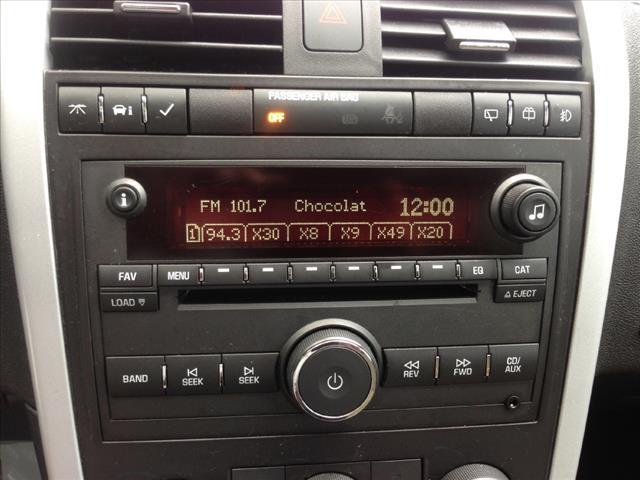 PASSENGER AIR BAG
OFF
FM 101.7 Chocolat 12:00
1 94.3 X30 X8 X9 X49 X20
FAV MENU EQ CAT
LOAD EJECT
BAND SEEK SEEK REV FWD CD/AUX